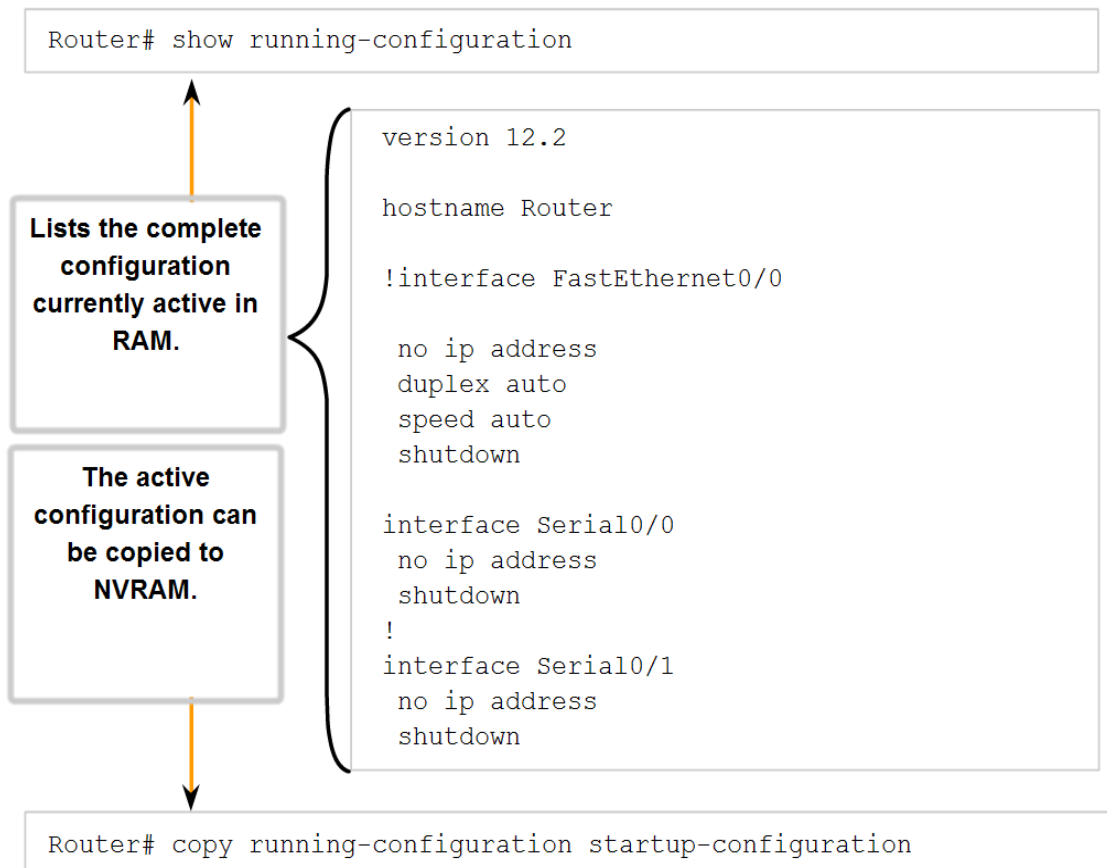 Router# show running-configuration
Lists the complete
configuration
currently active in
RAM.
The active
configuration can
be copied to
NVRAM.
version 12.2
hostname Router
!interface FastEthernet0/0
no ip address
duplex auto
speed auto
shutdown
interface Serial0/0
no ip address
shutdown
!
interface Serial0/1
no ip address
shutdown
Router# copy running-configuration startup-configuration